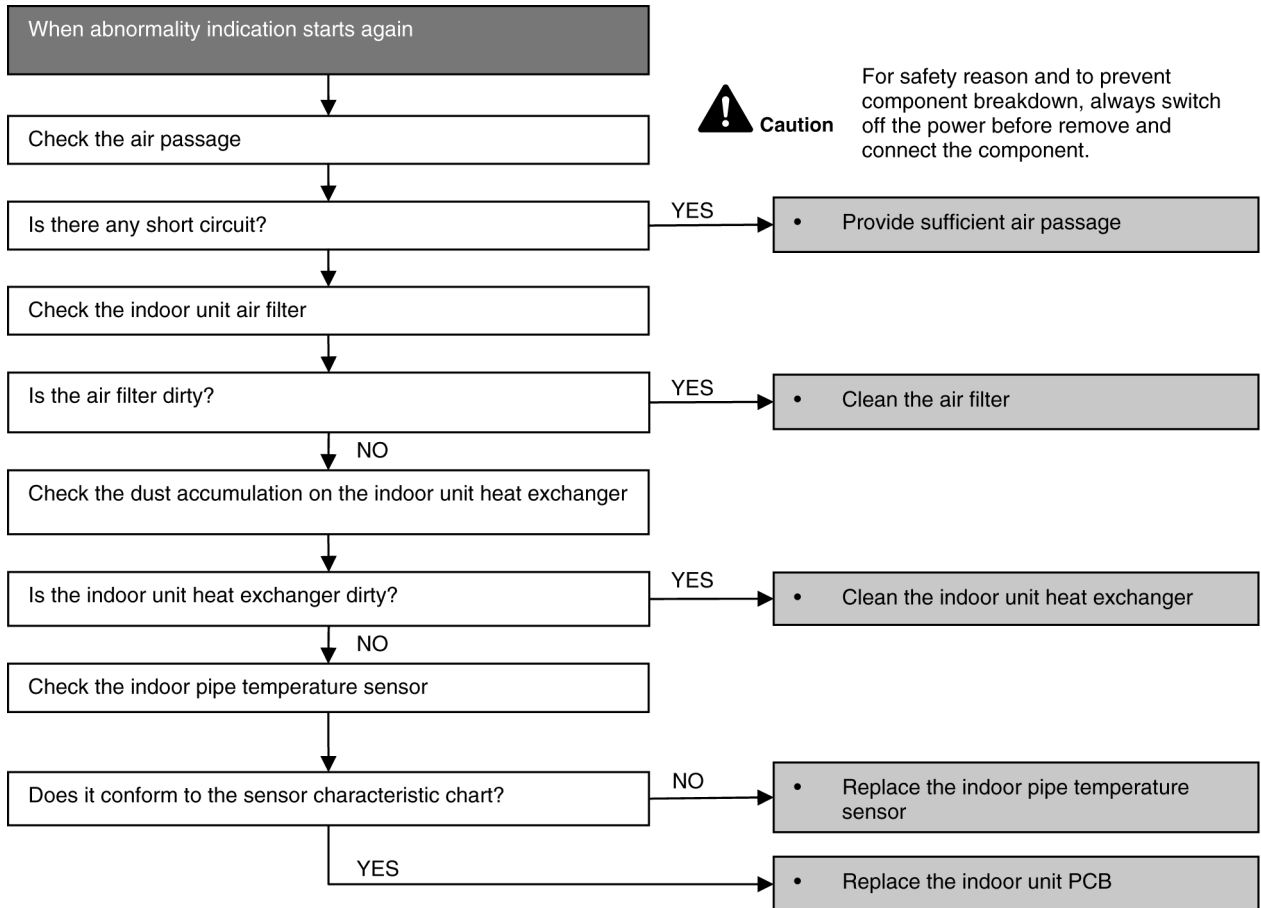 When abnormality indication starts again
Check the air passage
Caution
For safety reason and to prevent
component breakdown, always switch
off the power before remove and
connect the component.
Is there any short circuit?
YES
• Provide sufficient air passage
Check the indoor unit air filter
Is the air filter dirty?
YES
• Clean the air filter
NO
Check the dust accumulation on the indoor unit heat exchanger
Is the indoor unit heat exchanger dirty?
YES
• Clean the indoor unit heat exchanger
NO
Check the indoor pipe temperature sensor
Does it conform to the sensor characteristic chart?
NO
• Replace the indoor pipe temperature
sensor
YES
• Replace the indoor unit PCB